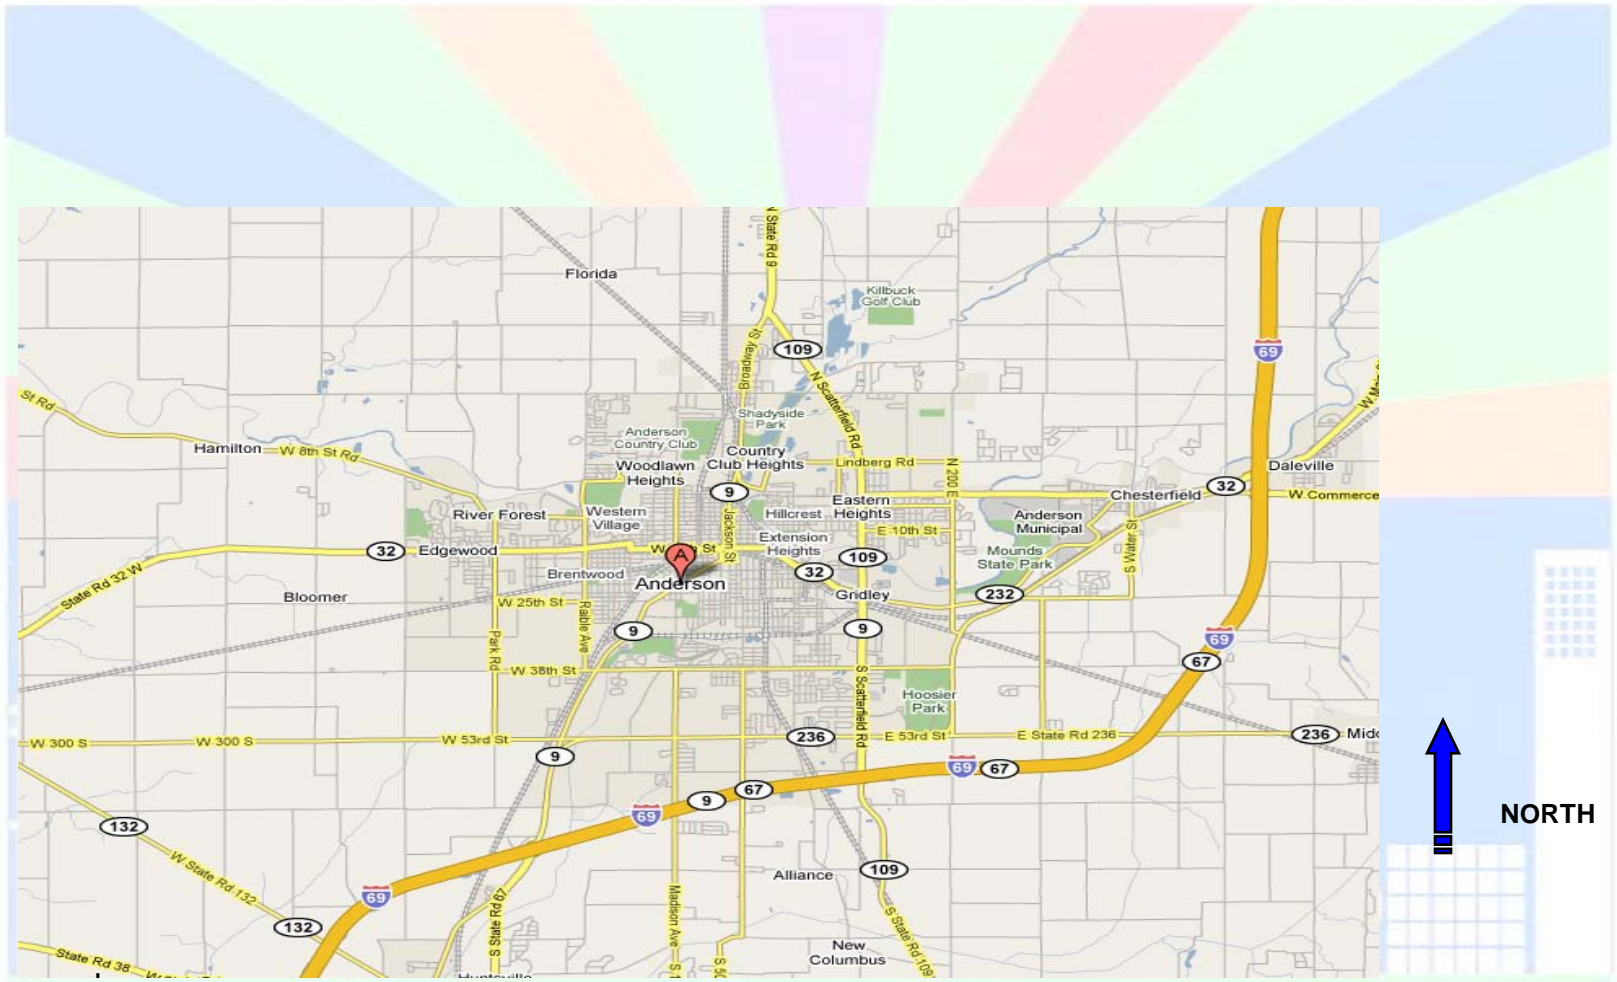 N State Rd 9
Florida
Killbuck
Golf Club
109
69
Broadway St
N Scatterfield Rd
St Rd
Shadyside
Park
Anderson
Country Club
Hamilton
W 8th St Rd
Country
Club Heights
Lindberg Rd
N 200 E
Woodlawn
Heights
Daleville
9
32
Chesterfield
W Commerce
Eastern
Heights
River Forest
Western
Village
Jackson St
Hillcrest
Anderson
Municipal
E 10th St
S Water St
Extension
Heights
32
Edgewood
St
A
109
Mounds
State Park
State Rd 32 W
Brentwood
Anderson
32
Gridley
232
Bloomer
W 25th St
Raible Ave
9
9
69
Park Rd
67
W 38th St
S Scatterfield Rd
Hoosier
Park
W 300 S
W 300 S
W 53rd St
236
E 53rd St
E State Rd 236
236
9
69
67
67
9
69
NORTH
132
W State Rd 132
Alliance
109
69
S State Rd 67
Madison Ave
S State Rd 109
132
New
Columbus
State Rd 38